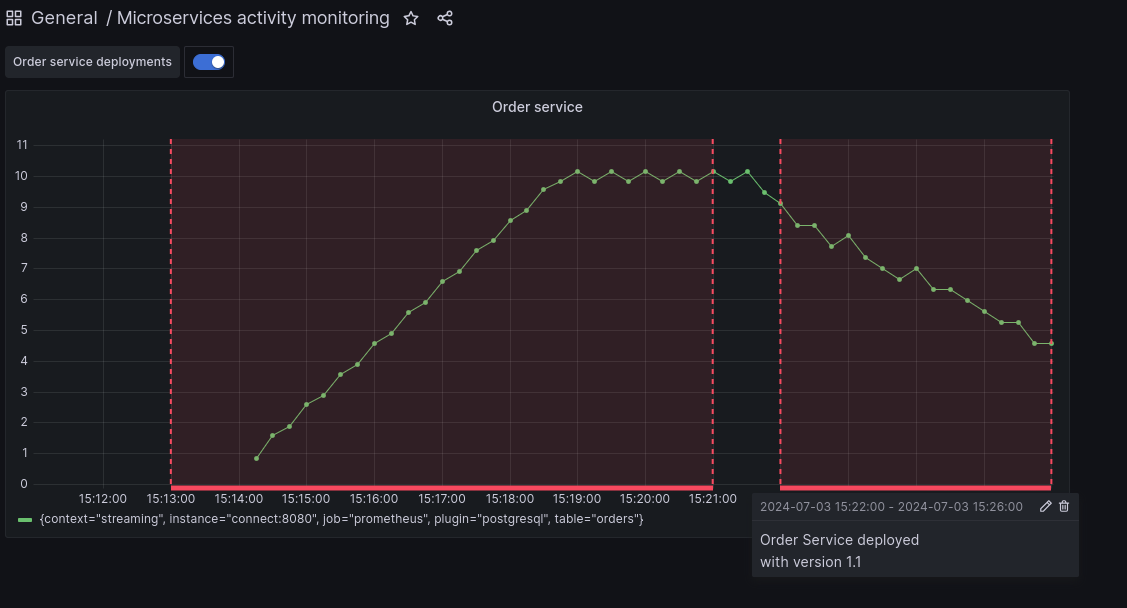 General / Microservices activity monitoring
Order service deployments
Order service
11
10
9
8
7
6
5
4
3
2
1
0
15:12:00 15:13:00 15:14:00 15:15:00 15:16:00 15:17:00 15:18:00 15:19:00 15:20:00 15:21:00
{context="streaming", instance="connect:8080", job="prometheus", plugin="postgresql", table="orders"}
2024-07-03 15:22:00 - 2024-07-03 15:26:00
Order Service deployed
with version 1.1